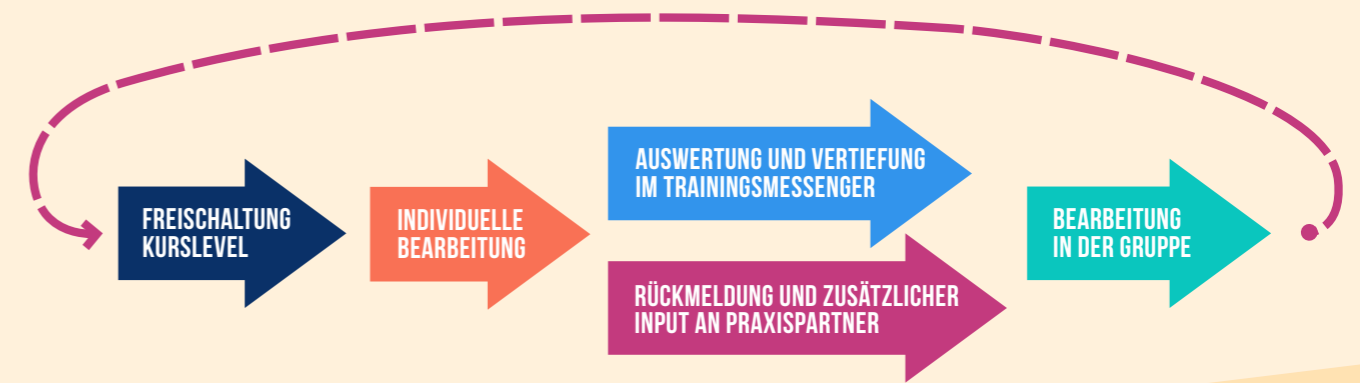 FREISCHALTUNG
KURSLEVEL
INDIVIDUELLE
BEARBEITUNG
AUSWERTUNG UND VERTIEFUNG
IM TRAININGSMESSENGER
RÜCKMELDUNG UND ZUSÄTZLICHER
INPUT AN PRAXISPARTNER
BEARBEITUNG
IN DER GRUPPE